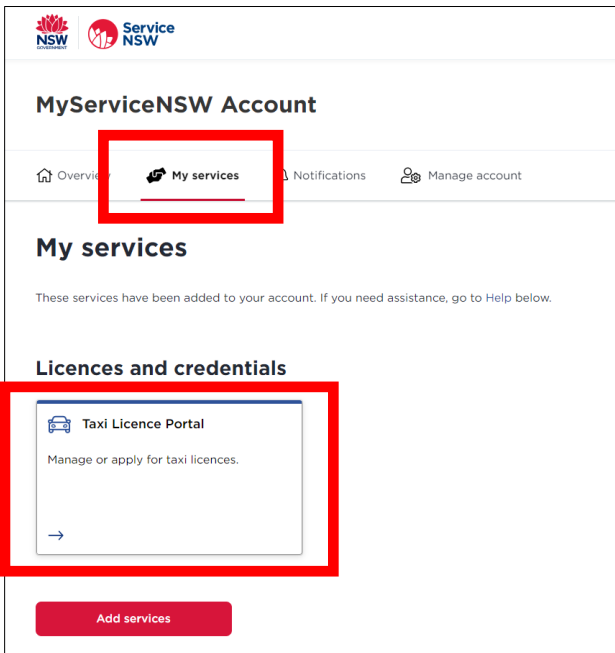 NSW
GOVERNMENT
Service
NSW
MyServiceNSW Account
My services
Notifications
Manage account
My services
These services have been added to your account. If you need assistance, go to Help below.
Licences and credentials
Taxi Licence Portal
Manage or apply for taxi licences.
Add services